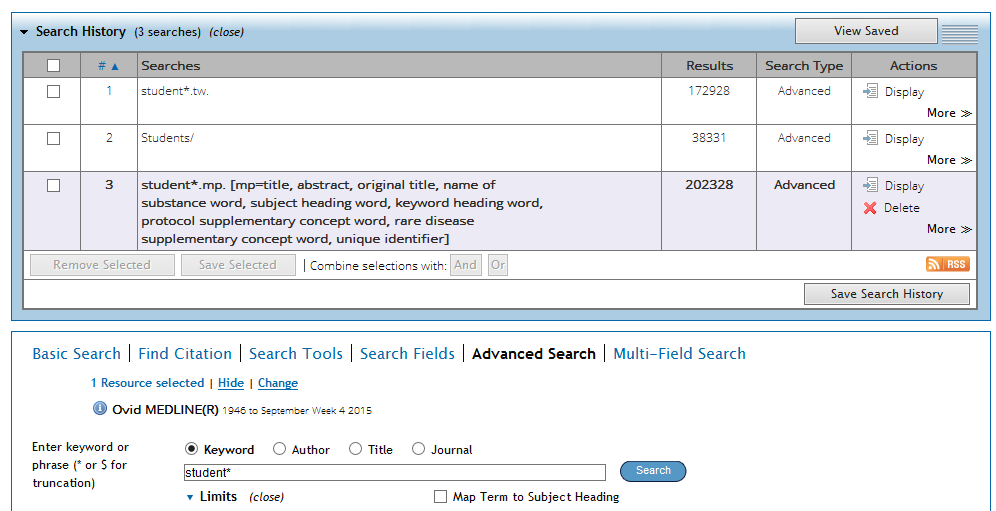 Search History (3 searches) (close) View Saved
# ▲ Searches Results Search Type Actions
1 student*.tw. 172928 Advanced Display
More ≫
2 Students/ 38331 Advanced Display
More ≫
3 student*.mp. [mp=title, abstract, original title, name of 202328 Advanced Display
substance word, subject heading word, keyword heading word, Delete
protocol supplementary concept word, rare disease More ≫
supplementary concept word, unique identifier]
Remove Selected Save Selected | Combine selections with: And Or RSS
Save Search History
Basic Search | Find Citation | Search Tools | Search Fields | Advanced Search | Multi-Field Search
1 Resource selected | Hide | Change
Ovid MEDLINE(R) 1946 to September Week 4 2015
Enter keyword or
phrase (* or $ for
truncation)
Keyword Author Title Journal
student* Search
Limits (close) Map Term to Subject Heading